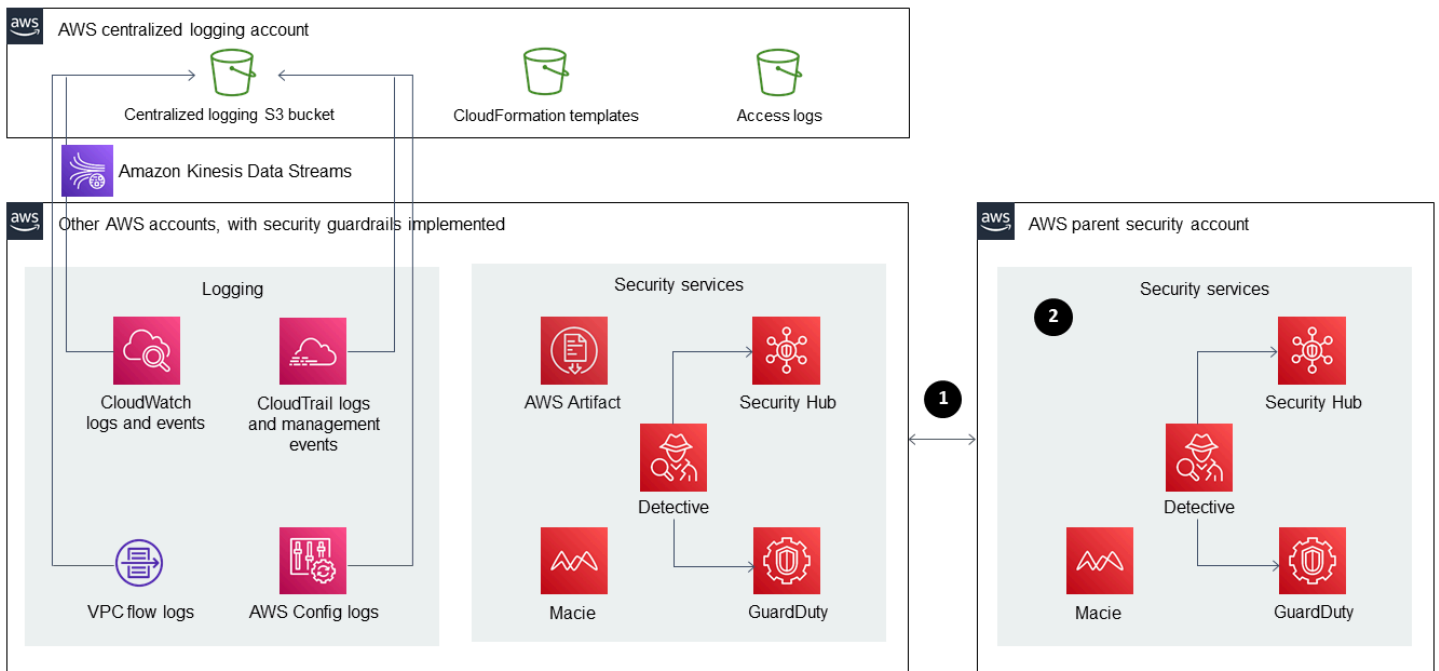 aws
AWS centralized logging account
Centralized logging S3 bucket
CloudFormation templates
Access logs
Amazon Kinesis Data Streams
aws
Other AWS accounts, with security guardrails implemented
Logging
CloudWatch
logs and events
CloudTrail logs
and management
events
VPC flow logs
AWS Config logs
Security services
AWS Artifact
Security Hub
Detective
Macie
GuardDuty
1
aws
AWS parent security account
Security services
2
Security Hub
Detective
Macie
GuardDuty